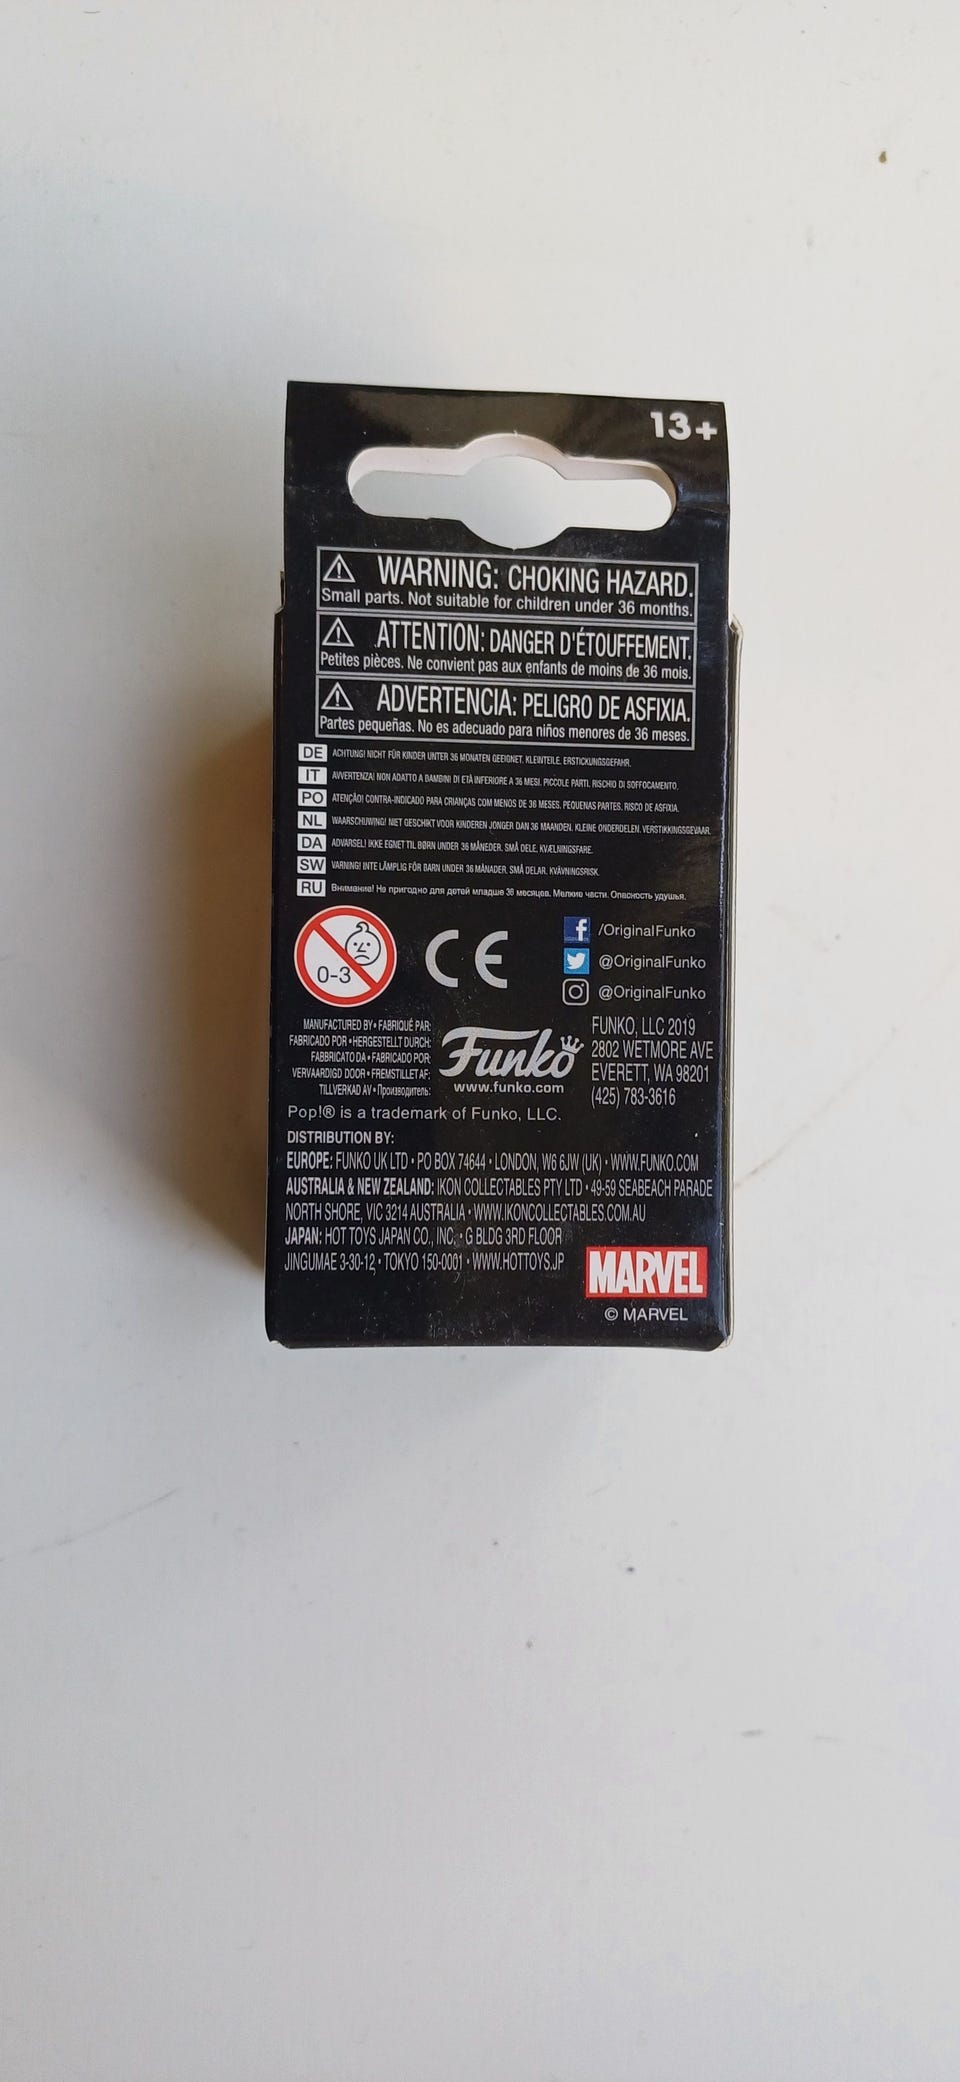 13+
WARNING: CHOKING HAZARD.
Small parts. Not suitable for children under 36 months.
ATTENTION: DANGER D'ÉTOUFFEMENT.
Petites pièces. Ne convient pas aux enfants de moins de 36 mois.
ADVERTENCIA: PELIGRO DE ASFIXIA.
Partes pequeñas. No es adecuado para niños menores de 36 meses.
DE ACHTUNG! NICHT FÜR KINDER UNTER 36 MONATEN GEEIGNET. KLEINTEILE. ERSTICKUNGSGEFAHR.
IT AVVERTENZA! NON ADATTO A BAMBINI DI ETÀ INFERIORE A 36 MESI. PICCOLE PARTI. RISCHIO DI SOFFOCAMENTO.
PO ATENÇÃO! CONTRA-INDICADO PARA CRIANÇAS COM MENOS DE 36 MESES. PEQUENAS PARTES. RISCO DE ASFIXIA.
NL WAARSCHUWING! NIET GESCHIKT VOOR KINDEREN JONGER DAN 36 MAANDEN. KLEINE ONDERDELEN. VERSTIKKINGSGEVAAR.
DA ADVARSEL! IKKE EGNET TIL BØRN UNDER 36 MÅNEDER. SMÅ DELE. KVÆLNINGSFARE.
SW VARNING! INTE LÄMPLIG FÖR BARN UNDER 36 MÅNADER. SMÅ DELAR. KVÄVNINGSRISK.
RU Внимание! Не пригодно для детей младше 36 месяцев. Мелкие части. Опасность удушья.
0-3
CE
/OriginalFunko
@OriginalFunko
@OriginalFunko
MANUFACTURED BY • FABRIQUÉ PAR:
FABRICADO POR • HERGESTELLT DURCH:
FABBRICATO DA • FABRICADO POR:
VERVAARDIGD DOOR • FREMSTILLET AF:
TILLVERKAD AV • Производитель:
Funko
www.funko.com
FUNKO, LLC 2019
2802 WETMORE AVE
EVERETT, WA 98201
(425) 783-3616
Pop!® is a trademark of Funko, LLC.
DISTRIBUTION BY:
EUROPE: FUNKO UK LTD • PO BOX 74644 • LONDON, W6 6JW (UK) • WWW.FUNKO.COM
AUSTRALIA & NEW ZEALAND: IKON COLLECTABLES PTY LTD • 49-59 SEABEACH PARADE
NORTH SHORE, VIC 3214 AUSTRALIA • WWW.IKONCOLLECTABLES.COM.AU
JAPAN: HOT TOYS JAPAN CO., INC. • G BLDG 3RD FLOOR
JINGUMAE 3-30-12 • TOKYO 150-0001 • WWW.HOTTOYS.JP
MARVEL
© MARVEL